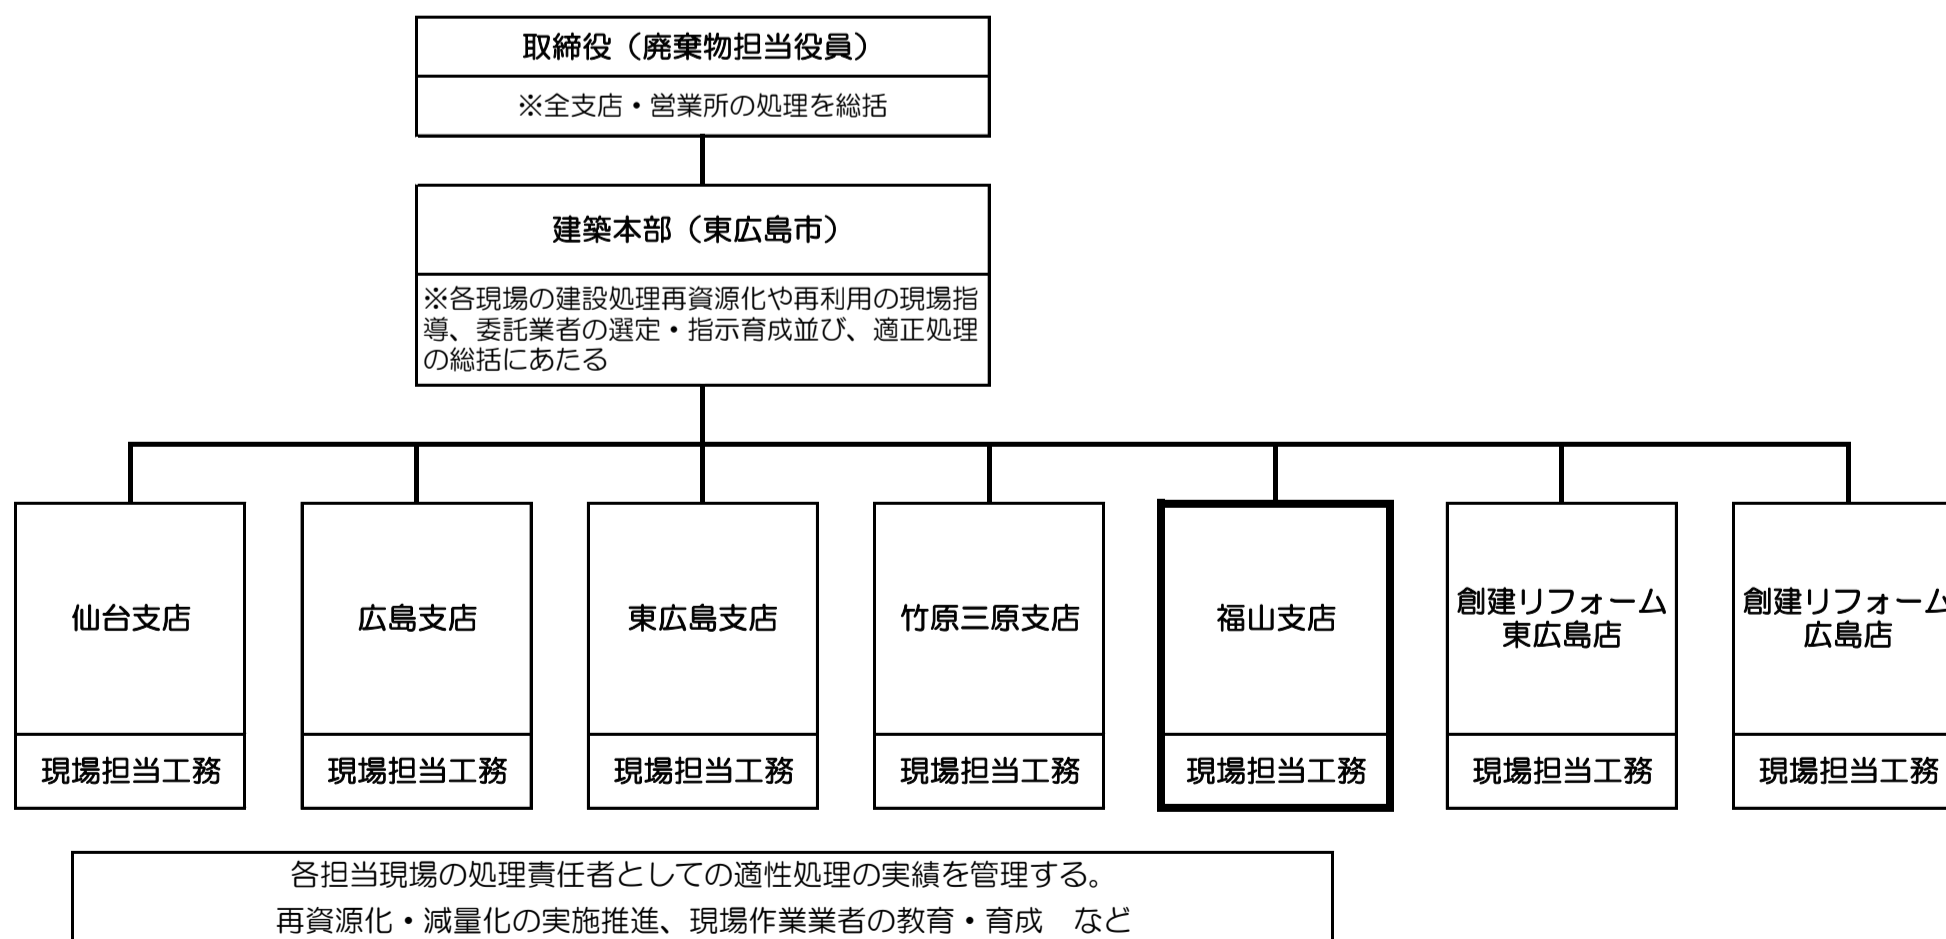 取締役（廃棄物担当役員）
※全支店・営業所の処理を総括
建築本部（東広島市）
※各現場の建設処理再資源化や再利用の現場指
導、委託業者の選定・指示育成並び、適正処理
の総括にあたる
仙台支店
広島支店
東広島支店
竹原三原支店
福山支店
創建リフォーム
東広島店
創建リフォーム
広島店
現場担当工務
現場担当工務
現場担当工務
現場担当工務
現場担当工務
現場担当工務
現場担当工務
各担当現場の処理責任者としての適性処理の実績を管理する。
再資源化・減量化の実施推進、現場作業業者の教育・育成　など